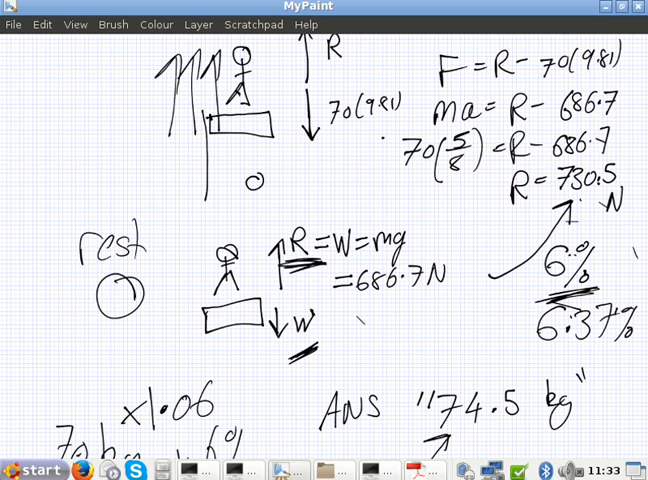 MyPaint
File Edit View Brush Colour Layer Scratchpad Help
R
70(9.81)
F = R - 70(9.81)
ma = R - 686.7
70(5/8) = R - 686.7
R = 730.5 N
rest
R = W = mg
= 686.7N
W
6%
6.37%
x1.06
ANS "74.5 kg"
start
11:33